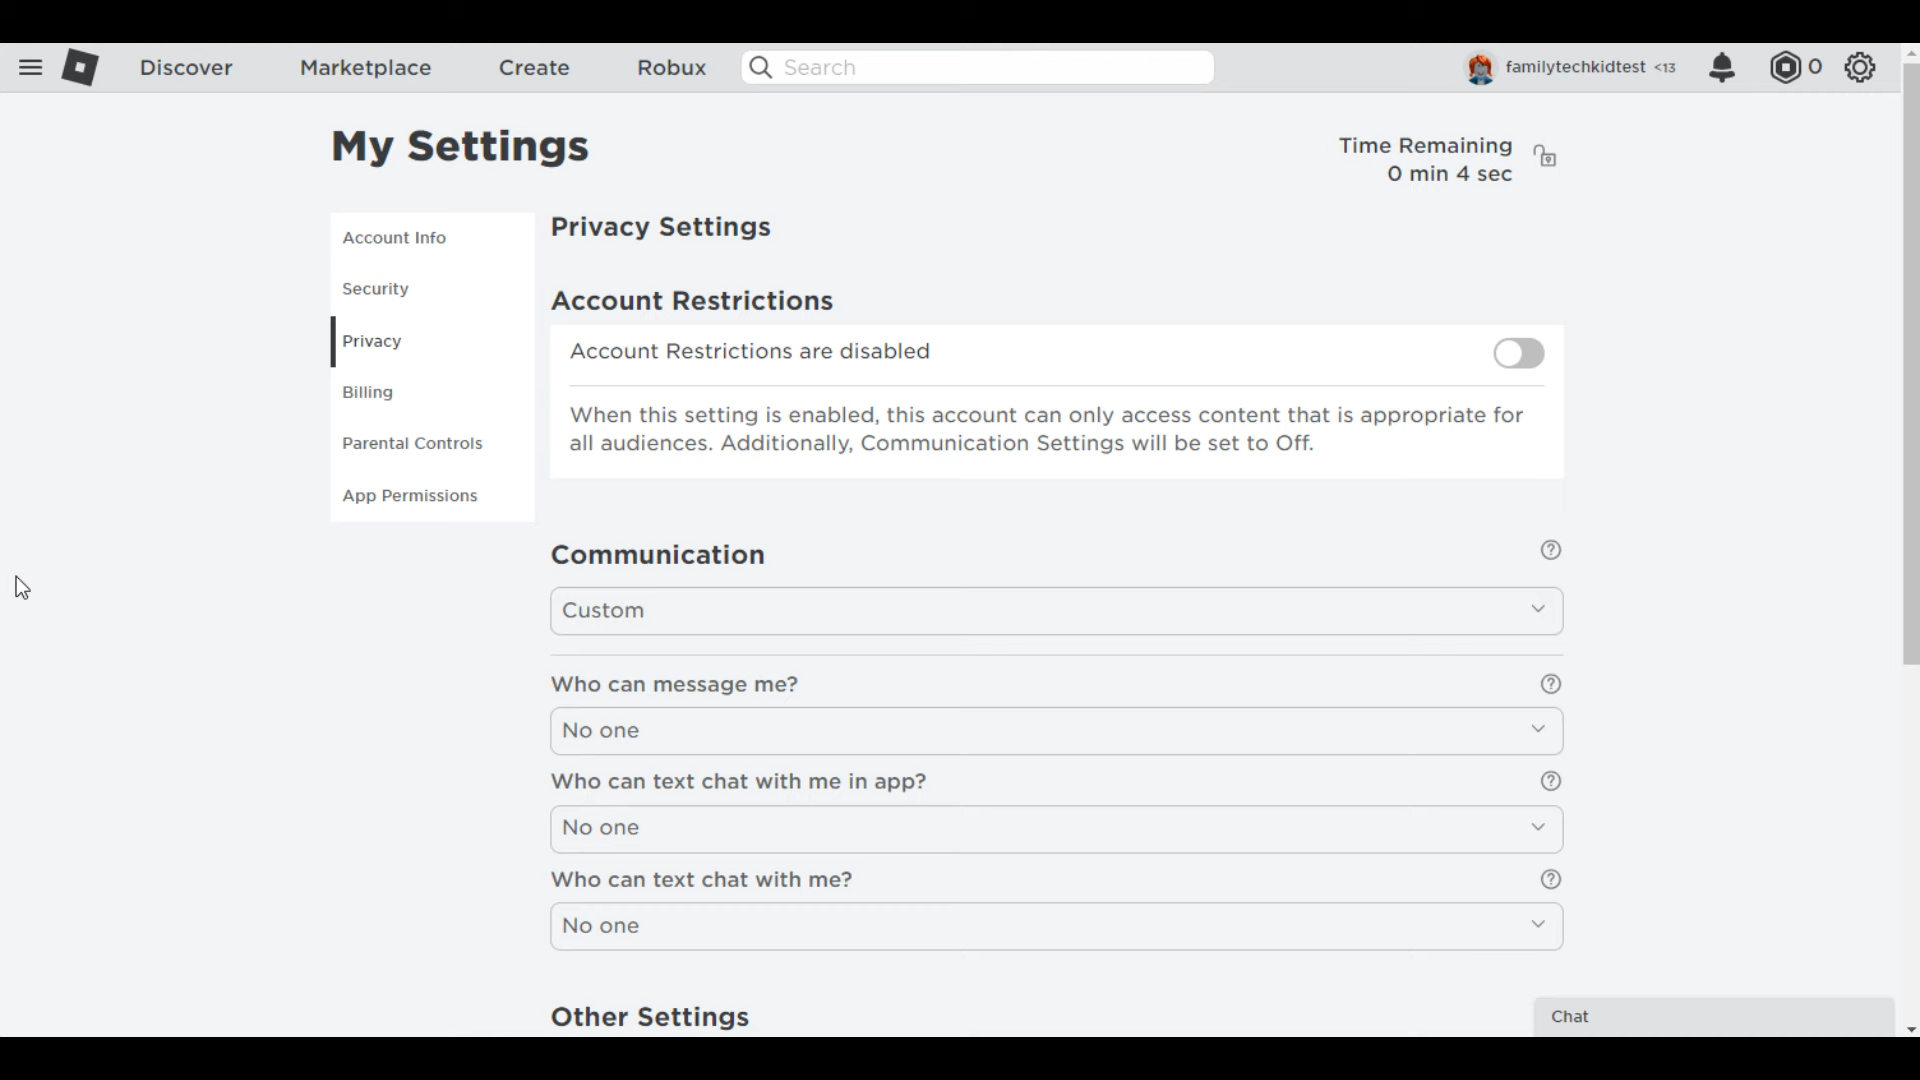 Discover Marketplace Create Robux Search familytechkidtest <13 0
My Settings
Time Remaining
0 min 4 sec
Account Info
Security
Privacy
Billing
Parental Controls
App Permissions
Privacy Settings
Account Restrictions
Account Restrictions are disabled
When this setting is enabled, this account can only access content that is appropriate for
all audiences. Additionally, Communication Settings will be set to Off.
Communication
Custom
Who can message me?
No one
Who can text chat with me in app?
No one
Who can text chat with me?
No one
Other Settings
Chat